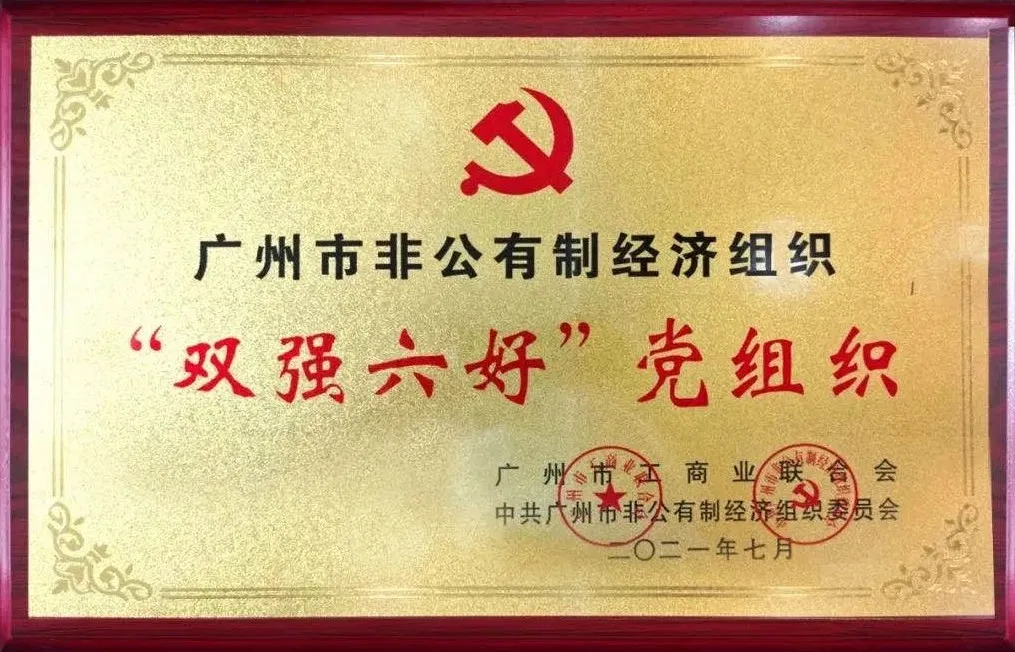 广州市非公有制经济组织
“双强六好”党组织
广州市工商业联合会
中共广州市非公有制经济组织委员会
二〇二一年七月